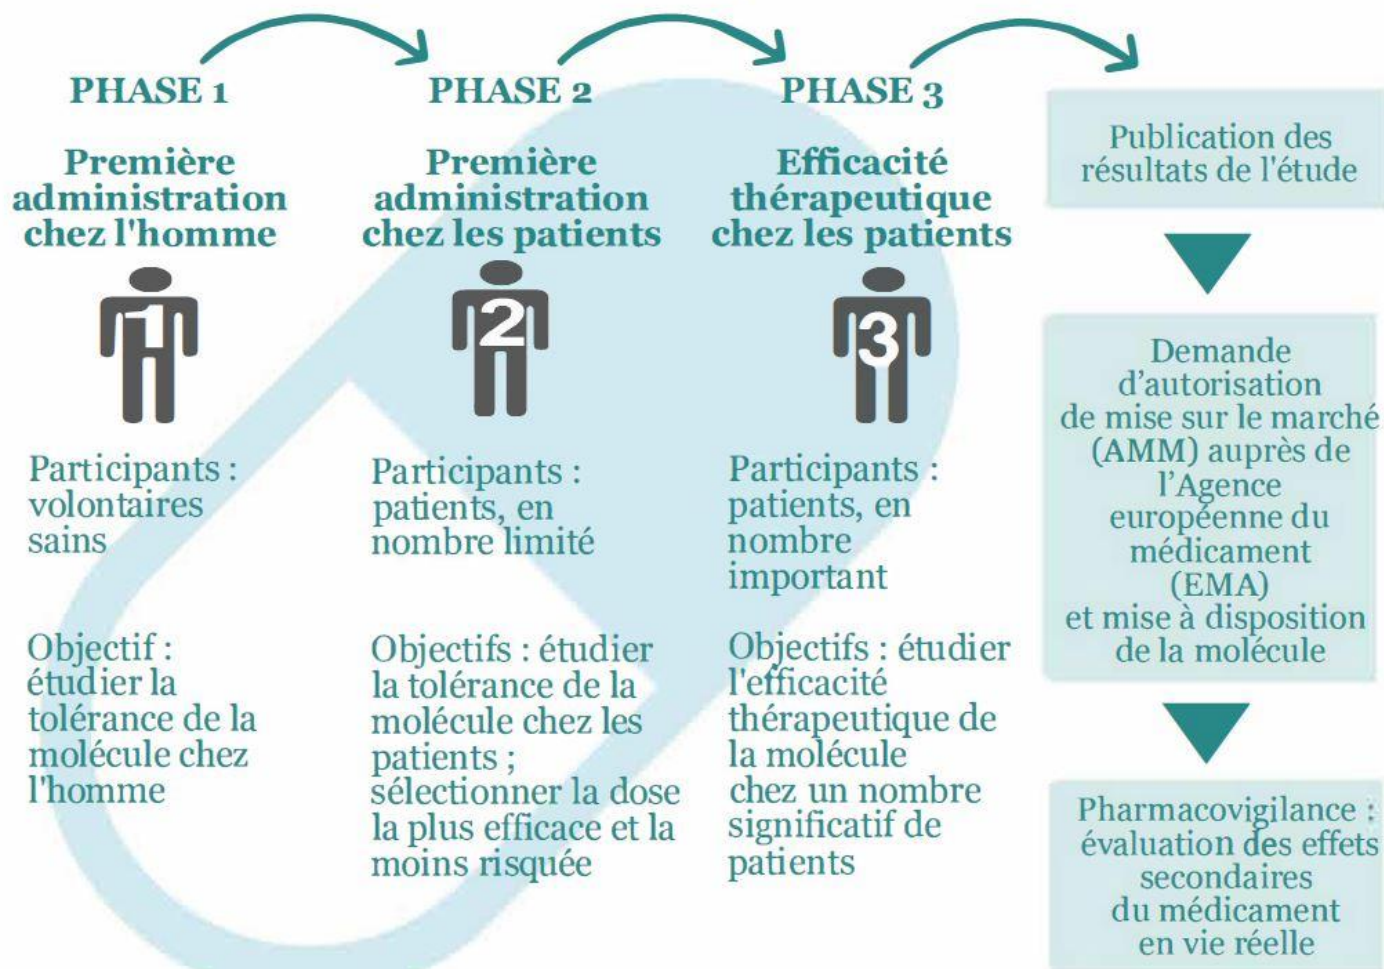 PHASE 1
Première
administration
chez l'homme
1
Participants :
volontaires
sains
Objectif :
étudier la
tolérance de la
molécule chez
l'homme
PHASE 2
Première
administration
chez les patients
2
Participants :
patients, en
nombre limité
Objectifs : étudier
la tolérance de la
molécule chez les
patients ;
sélectionner la dose
la plus efficace et la
moins risquée
PHASE 3
Efficacité
thérapeutique
chez les patients
3
Participants :
patients, en
nombre
important
Objectifs : étudier
l'efficacité
thérapeutique de
la molécule
chez un nombre
significatif de
patients
Publication des
résultats de l'étude
Demande
d’autorisation
de mise sur le marché
(AMM) auprès de
l’Agence
européenne du
médicament
(EMA)
et mise à disposition
de la molécule
Pharmacovigilance :
évaluation des effets
secondaires
du médicament
en vie réelle